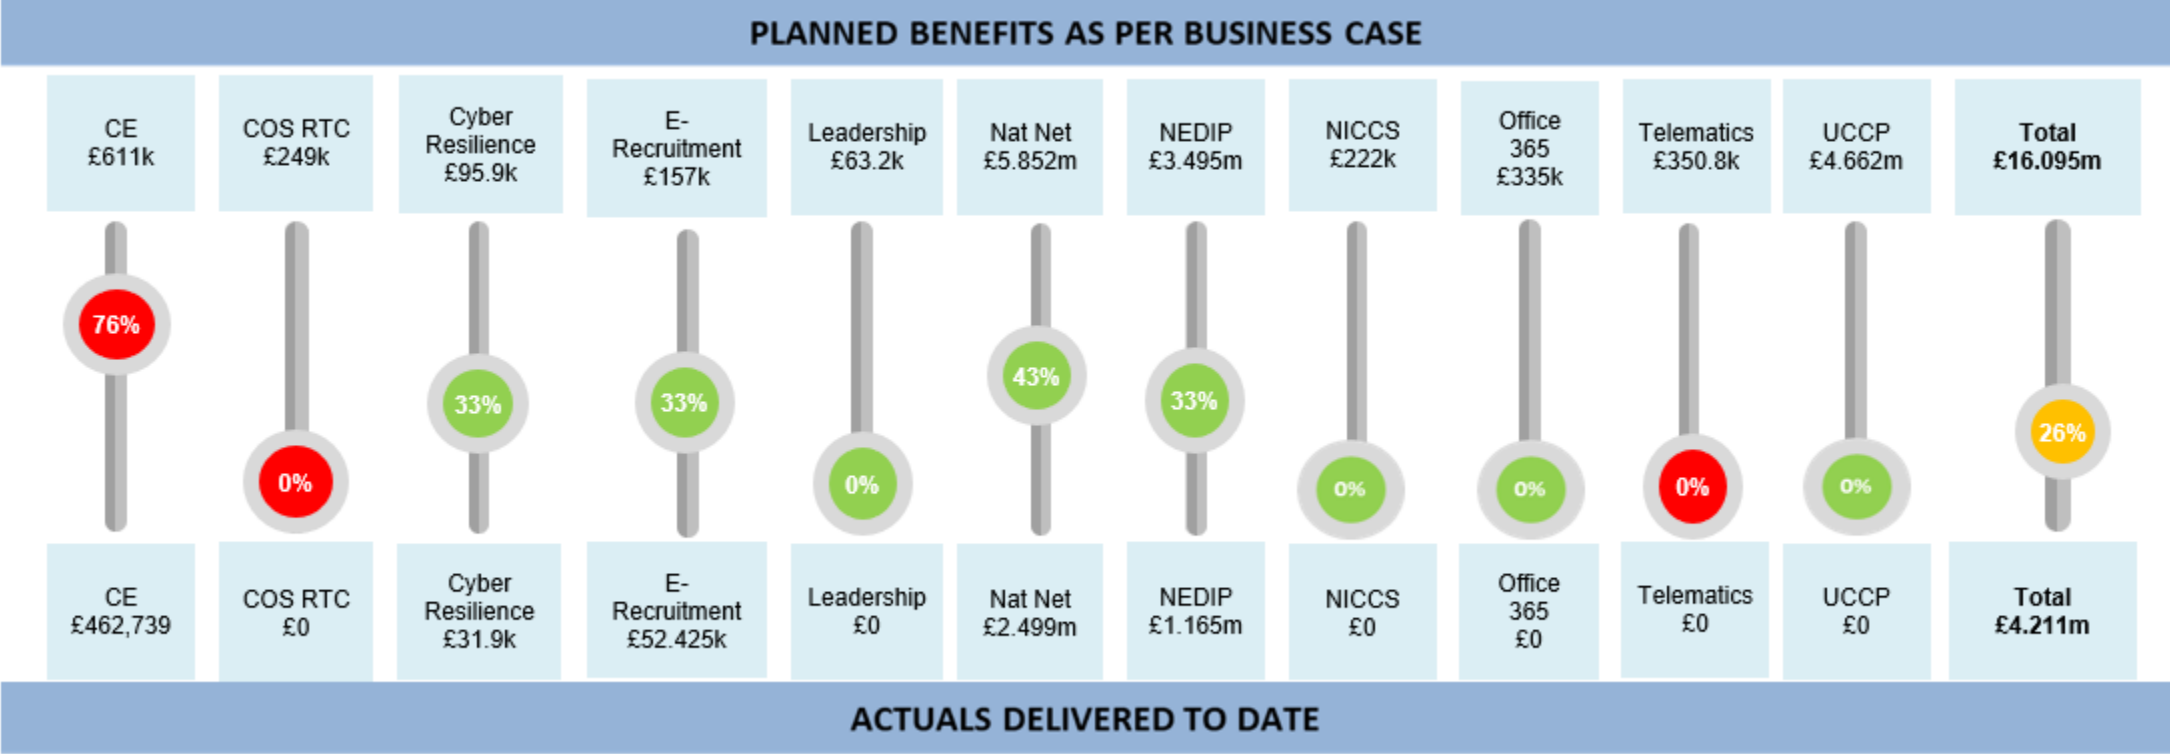 PLANNED BENEFITS AS PER BUSINESS CASE
CE
£611k
COS RTC
£249k
Cyber
Resilience
£95.9k
E-
Recruitment
£157k
Leadership
£63.2k
Nat Net
£5.852m
NEDIP
£3.495m
NICCS
£222k
Office
365
£335k
Telematics
£350.8k
UCCP
£4.662m
Total
£16.095m
76%
0%
33%
33%
0%
43%
33%
0%
0%
0%
0%
26%
CE
£462,739
COS RTC
£0
Cyber
Resilience
£31.9k
E-
Recruitment
£52.425k
Leadership
£0
Nat Net
£2.499m
NEDIP
£1.165m
NICCS
£0
Office
365
£0
Telematics
£0
UCCP
£0
Total
£4.211m
ACTUALS DELIVERED TO DATE